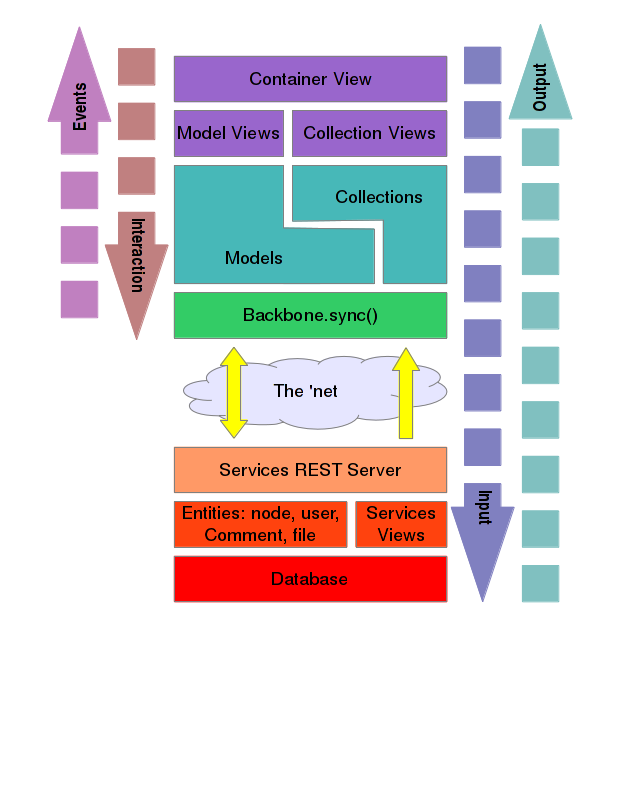 Events
Interaction
Container View
Model Views
Collection Views
Collections
Models
Backbone.sync()
The 'net
Services REST Server
Entities: node, user,
Comment, file
Services
Views
Database
Input
Output